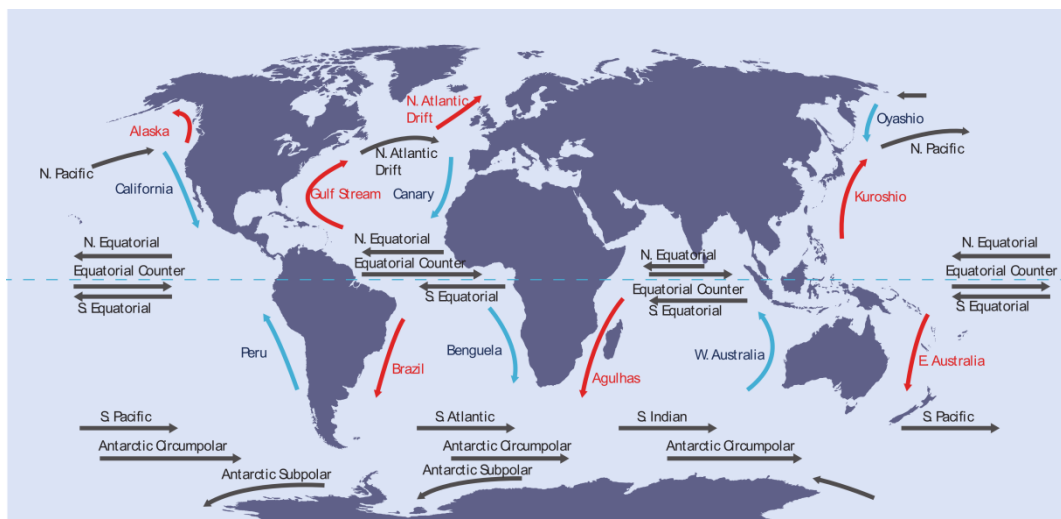 N. Atlantic
Drift
Oyashio
Alaska
N. Pacific
N. Atlantic
Drift
N. Pacific
California
Gulf Stream
Canary
Kuroshio
N. Equatorial
N. Equatorial
N. Equatorial
N. Equatorial
Equatorial Counter
Equatorial Counter
Equatorial Counter
Equatorial Counter
S. Equatorial
S. Equatorial
S. Equatorial
S. Equatorial
Peru
Brazil
Benguela
Agulhas
W. Australia
E. Australia
S. Pacific
S. Atlantic
S. Indian
S. Pacific
Antarctic Circumpolar
Antarctic Circumpolar
Antarctic Circumpolar
Antarctic Subpolar
Antarctic Subpolar